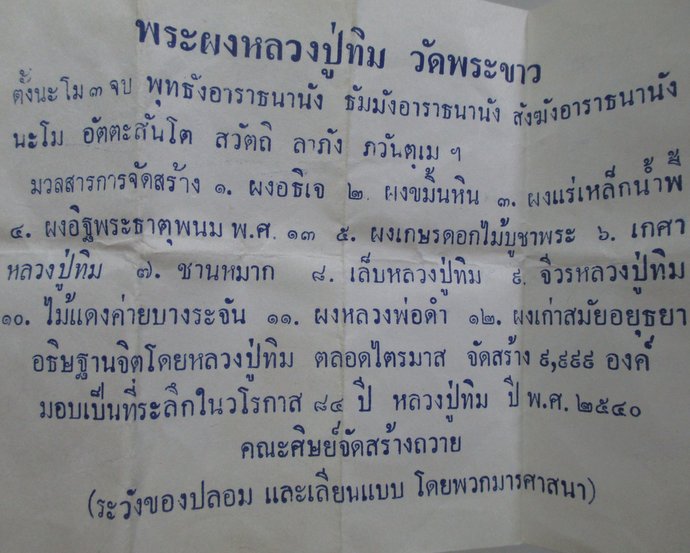 พระผงหลวงปู่ทิม วัดพระขาว
ตั้งนะโม ๓ จบ พุทธังอาราธนานัง ธัมมังอาราธนานัง สังฆังอาราธนานัง
นะโม อัตตะสันโต สวัตถิ ลาภัง ภวันตุเม ฯ
มวลสารการจัดสร้าง ๑. ผงอธิเจ ๒. ผงขมิ้นหิน ๓. ผงแร่เหล็กน้ำพี้
๔. ผงอิฐพระธาตุพนม พ.ศ. ๑๓ ๕. ผงเกษรดอกไม้บูชาพระ ๖. เกศา
หลวงปู่ทิม ๗. ชานหมาก ๘. เล็บหลวงปู่ทิม ๙. จีวรหลวงปู่ทิม
๑๐. ไม้แดงค่ายบางระจัน ๑๑. ผงหลวงพ่อดำ ๑๒. ผงเก่าสมัยอยุธยา
อธิษฐานจิตโดยหลวงปู่ทิม ตลอดไตรมาส จัดสร้าง ๙,๙๙๙ องค์
มอบเป็นที่ระลึกในวโรกาส ๘๔ ปี หลวงปู่ทิม ปี พ.ศ. ๒๕๔๐
คณะศิษย์จัดสร้างถวาย
(ระวังของปลอม และเลียนแบบ โดยพวกมารศาสนา)